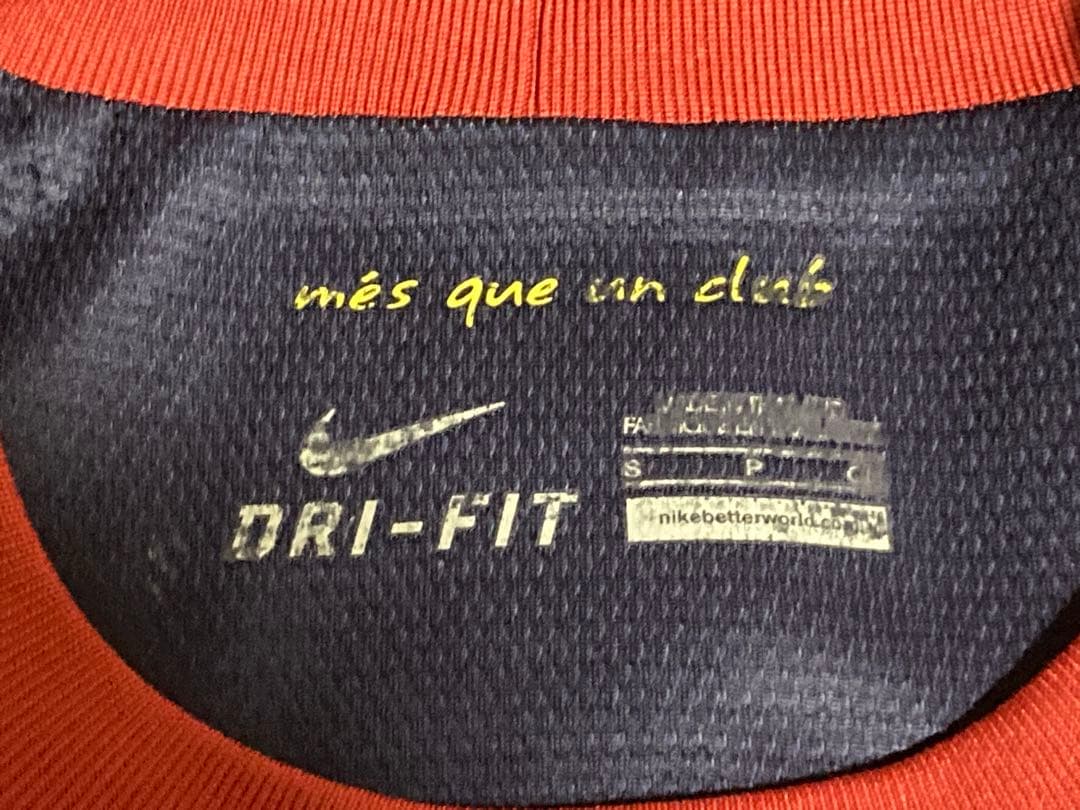 més que un club
DRI-FIT
S P
nikebetterworld.com